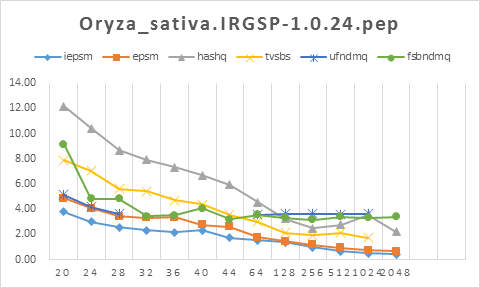 Oryza_sativa.IRGSP-1.0.24.pep
iepsm epsm hashq tvsbs ufndmq fsbndmq
14.00
12.00
10.00
8.00
6.00
4.00
2.00
0.00
20 24 28 32 36 40 44 64 128 256 512 1024 2048